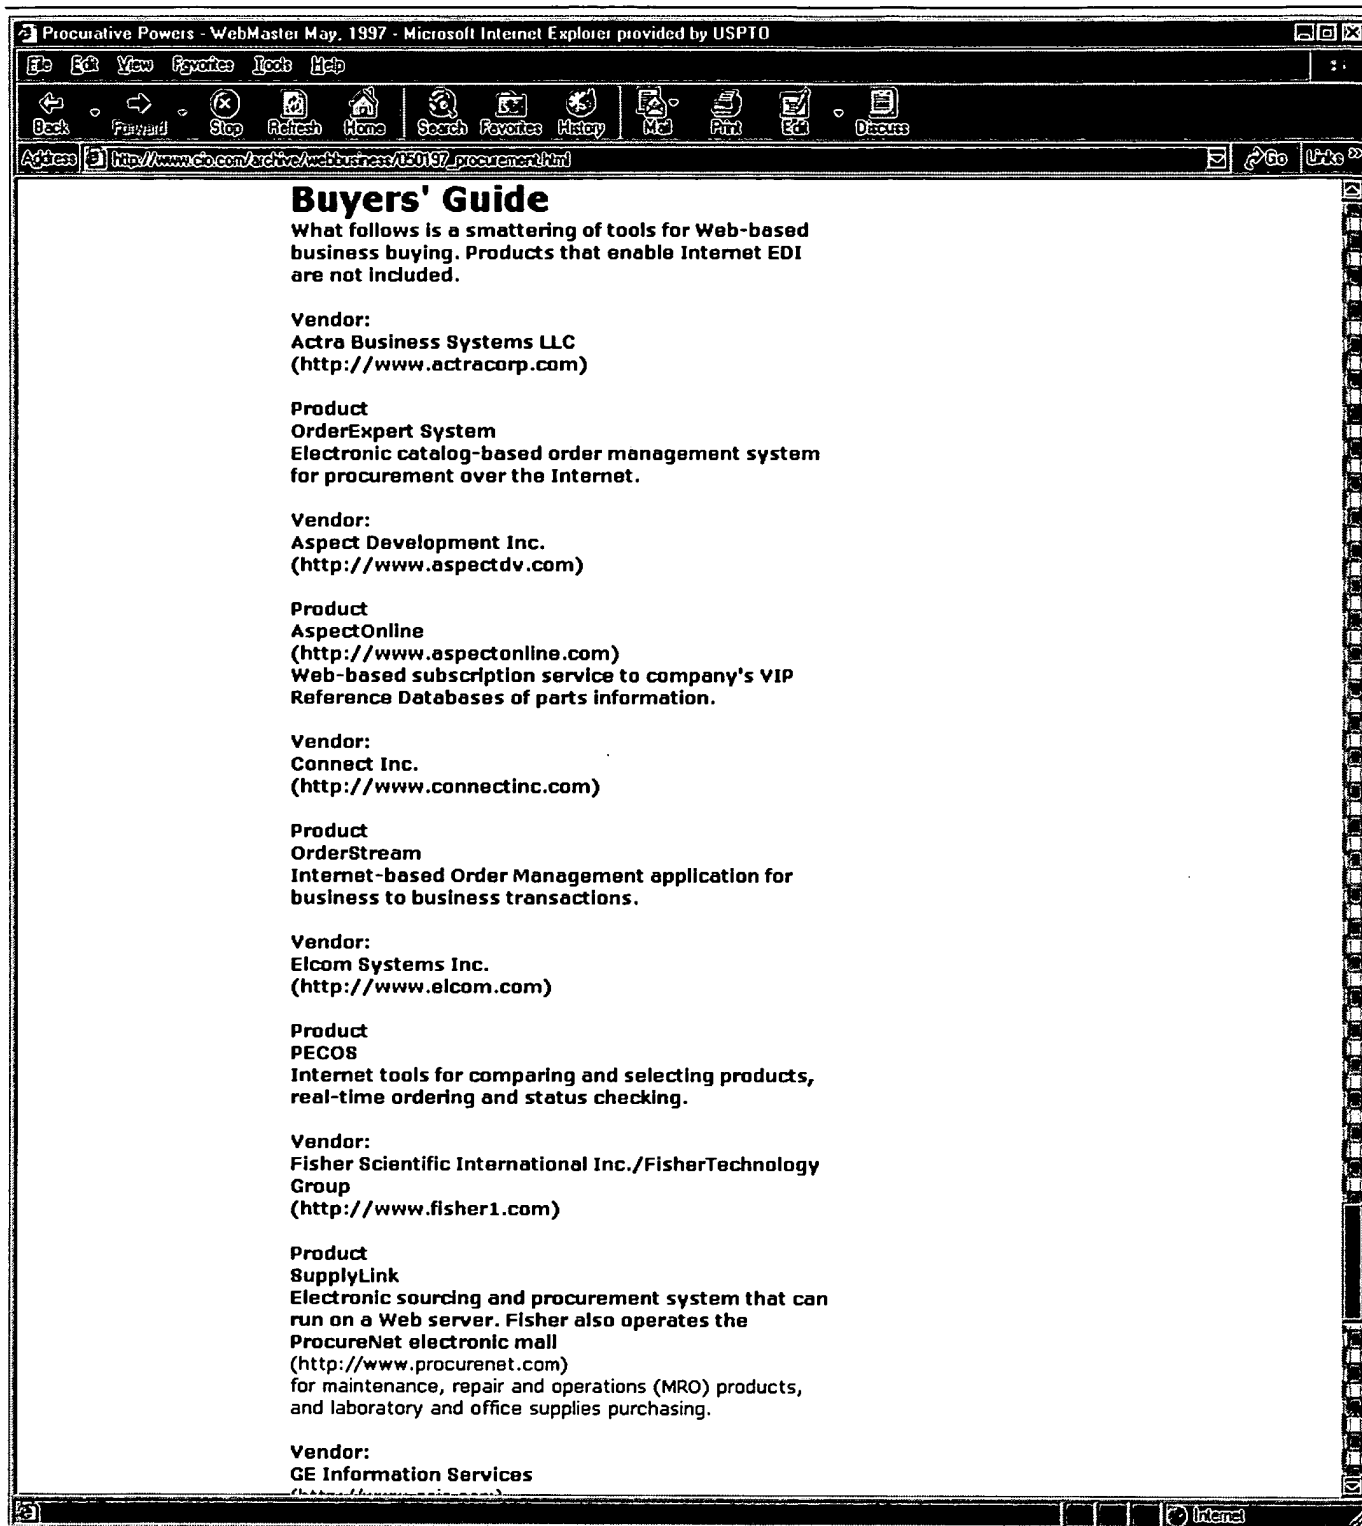 Procurative Powers - WebMaster May, 1997 - Microsoft Internet Explorer provided by USPTO
File Edit View Favorites Tools Help
Back Forward Stop Refresh Home Search Favorites History Mail Print Edit Discuss
Address http://www.cio.com/archive/webbusiness/050197_procurement.html Go Links »
Buyers' Guide
What follows is a smattering of tools for Web-based
business buying. Products that enable Internet EDI
are not included.
Vendor:
Actra Business Systems LLC
(http://www.actracorp.com)
Product
OrderExpert System
Electronic catalog-based order management system
for procurement over the Internet.
Vendor:
Aspect Development Inc.
(http://www.aspectdv.com)
Product
AspectOnline
(http://www.aspectonline.com)
Web-based subscription service to company's VIP
Reference Databases of parts information.
Vendor:
Connect Inc.
(http://www.connectinc.com)
Product
OrderStream
Internet-based Order Management application for
business to business transactions.
Vendor:
Elcom Systems Inc.
(http://www.elcom.com)
Product
PECOS
Internet tools for comparing and selecting products,
real-time ordering and status checking.
Vendor:
Fisher Scientific International Inc./FisherTechnology
Group
(http://www.fisher1.com)
Product
SupplyLink
Electronic sourcing and procurement system that can
run on a Web server. Fisher also operates the
ProcureNet electronic mall
(http://www.procurenet.com)
for maintenance, repair and operations (MRO) products,
and laboratory and office supplies purchasing.
Vendor:
GE Information Services
Internet